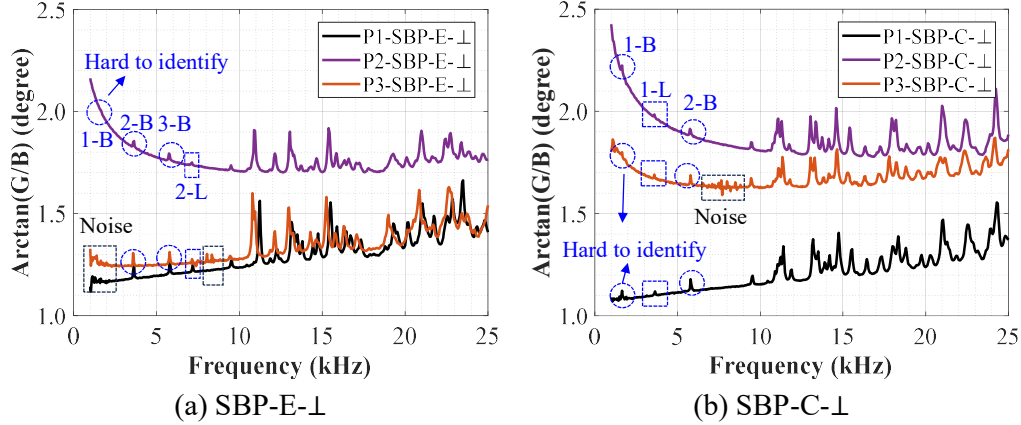 2.5
2.0
1.5
1.0
Arctan(G/B) (degree)
P1-SBP-E-⊥
P2-SBP-E-⊥
P3-SBP-E-⊥
Hard to identify
1-B
2-B
3-B
2-L
Noise
0
5
10
15
20
25
Frequency (kHz)
(a) SBP-E-⊥
2.5
2.0
1.5
1.0
Arctan(G/B) (degree)
P1-SBP-C-⊥
P2-SBP-C-⊥
P3-SBP-C-⊥
1-B
1-L
2-B
Noise
Hard to identify
0
5
10
15
20
25
Frequency (kHz)
(b) SBP-C-⊥